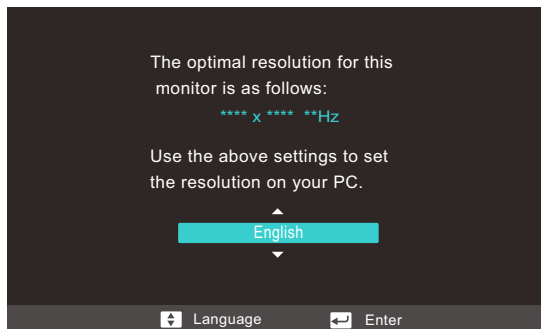 The optimal resolution for this
monitor is as follows:
**** x **** **Hz
Use the above settings to set
the resolution on your PC.
English
Language Enter